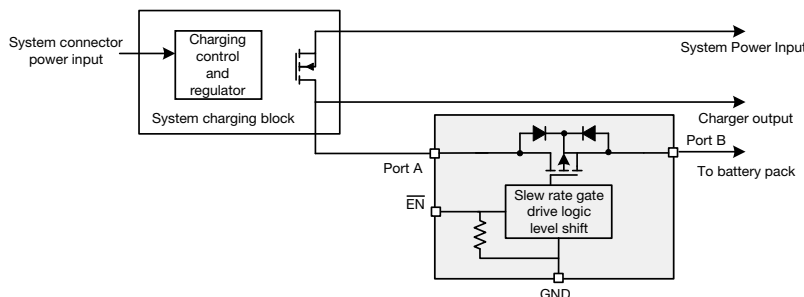 System connector
power input
Charging
control
and
regulator
System charging block
System Power Input
Charger output
Port A
Port B
To battery pack
EN
Slew rate gate
drive logic
level shift
GND